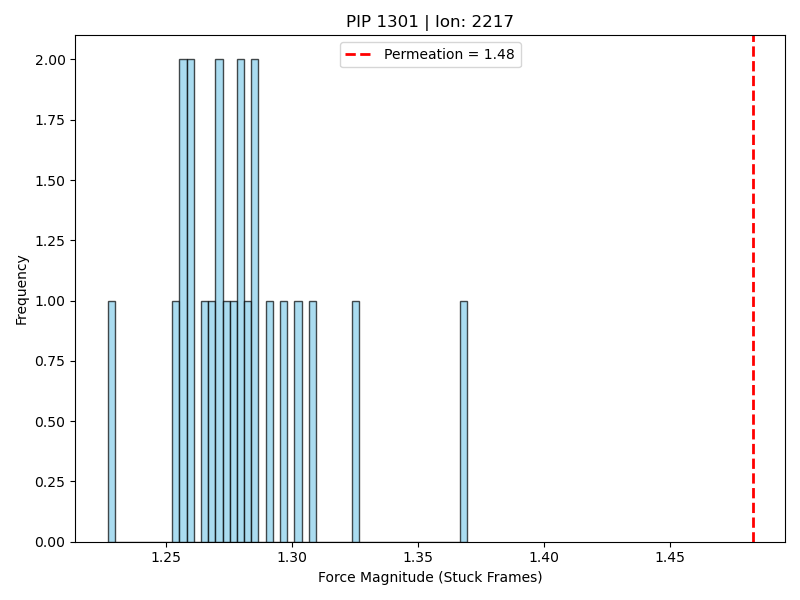 PIP 1301 | Ion: 2217
Permeation = 1.48
Frequency
2.00
1.75
1.50
1.25
1.00
0.75
0.50
0.25
0.00
1.25 1.30 1.35 1.40 1.45
Force Magnitude (Stuck Frames)